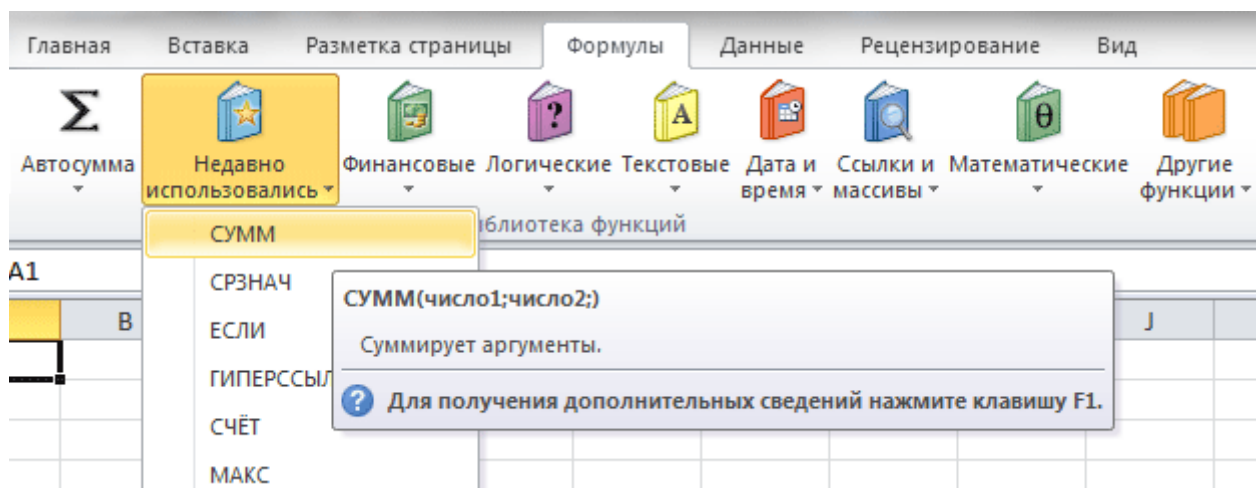 Главная Вставка Разметка страницы Формулы Данные Рецензирование Вид
Автосумма Недавно использовались Финансовые Логические Текстовые Дата и время Ссылки и массивы Математические Другие функции
иблиотека функций
СУММ
A1
СРЗНАЧ
СУММ(число1;число2;)
B
J
ЕСЛИ
Суммирует аргументы.
ГИПЕРССЫЛ
Для получения дополнительных сведений нажмите клавишу F1.
СЧЁТ
МАКС